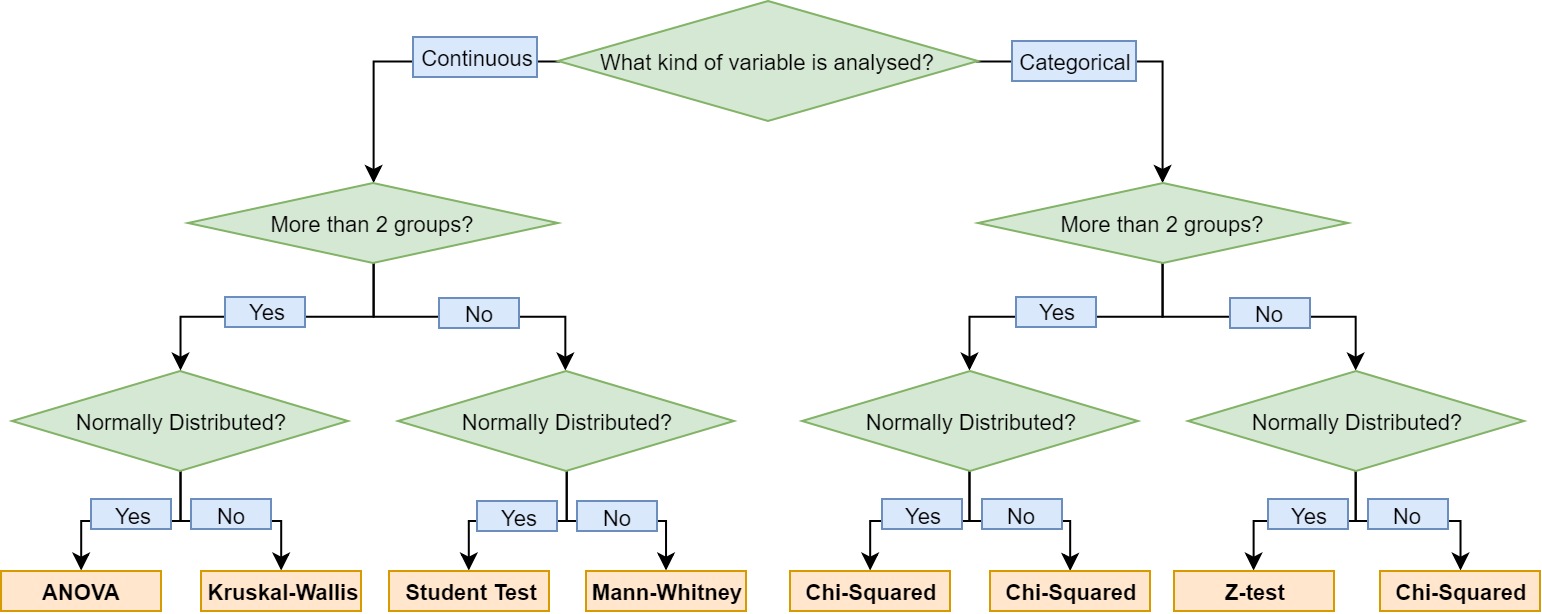 What kind of variable is analysed?
Continuous
Categorical
More than 2 groups?
More than 2 groups?
Yes
No
Yes
No
Normally Distributed?
Normally Distributed?
Normally Distributed?
Normally Distributed?
Yes
No
Yes
No
Yes
No
Yes
No
ANOVA
Kruskal-Wallis
Student Test
Mann-Whitney
Chi-Squared
Chi-Squared
Z-test
Chi-Squared